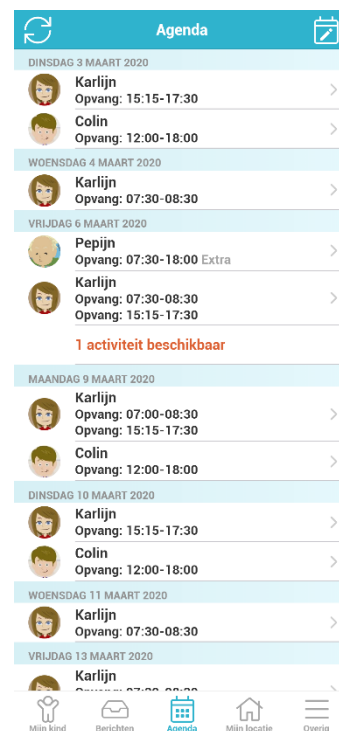 Agenda
DINSDAG 3 MAART 2020
Karlijn
Opvang: 15:15-17:30
Colin
Opvang: 12:00-18:00
WOENSDAG 4 MAART 2020
Karlijn
Opvang: 07:30-08:30
VRIJDAG 6 MAART 2020
Pepijn
Opvang: 07:30-18:00 Extra
Karlijn
Opvang: 07:30-08:30
Opvang: 15:15-17:30
1 activiteit beschikbaar
MAANDAG 9 MAART 2020
Karlijn
Opvang: 07:00-08:30
Opvang: 15:15-17:30
Colin
Opvang: 12:00-18:00
DINSDAG 10 MAART 2020
Karlijn
Opvang: 15:15-17:30
Colin
Opvang: 12:00-18:00
WOENSDAG 11 MAART 2020
Karlijn
Opvang: 07:30-08:30
VRIJDAG 13 MAART 2020
Karlijn
Mijn kind Berichten Agenda Mijn locatie Overig